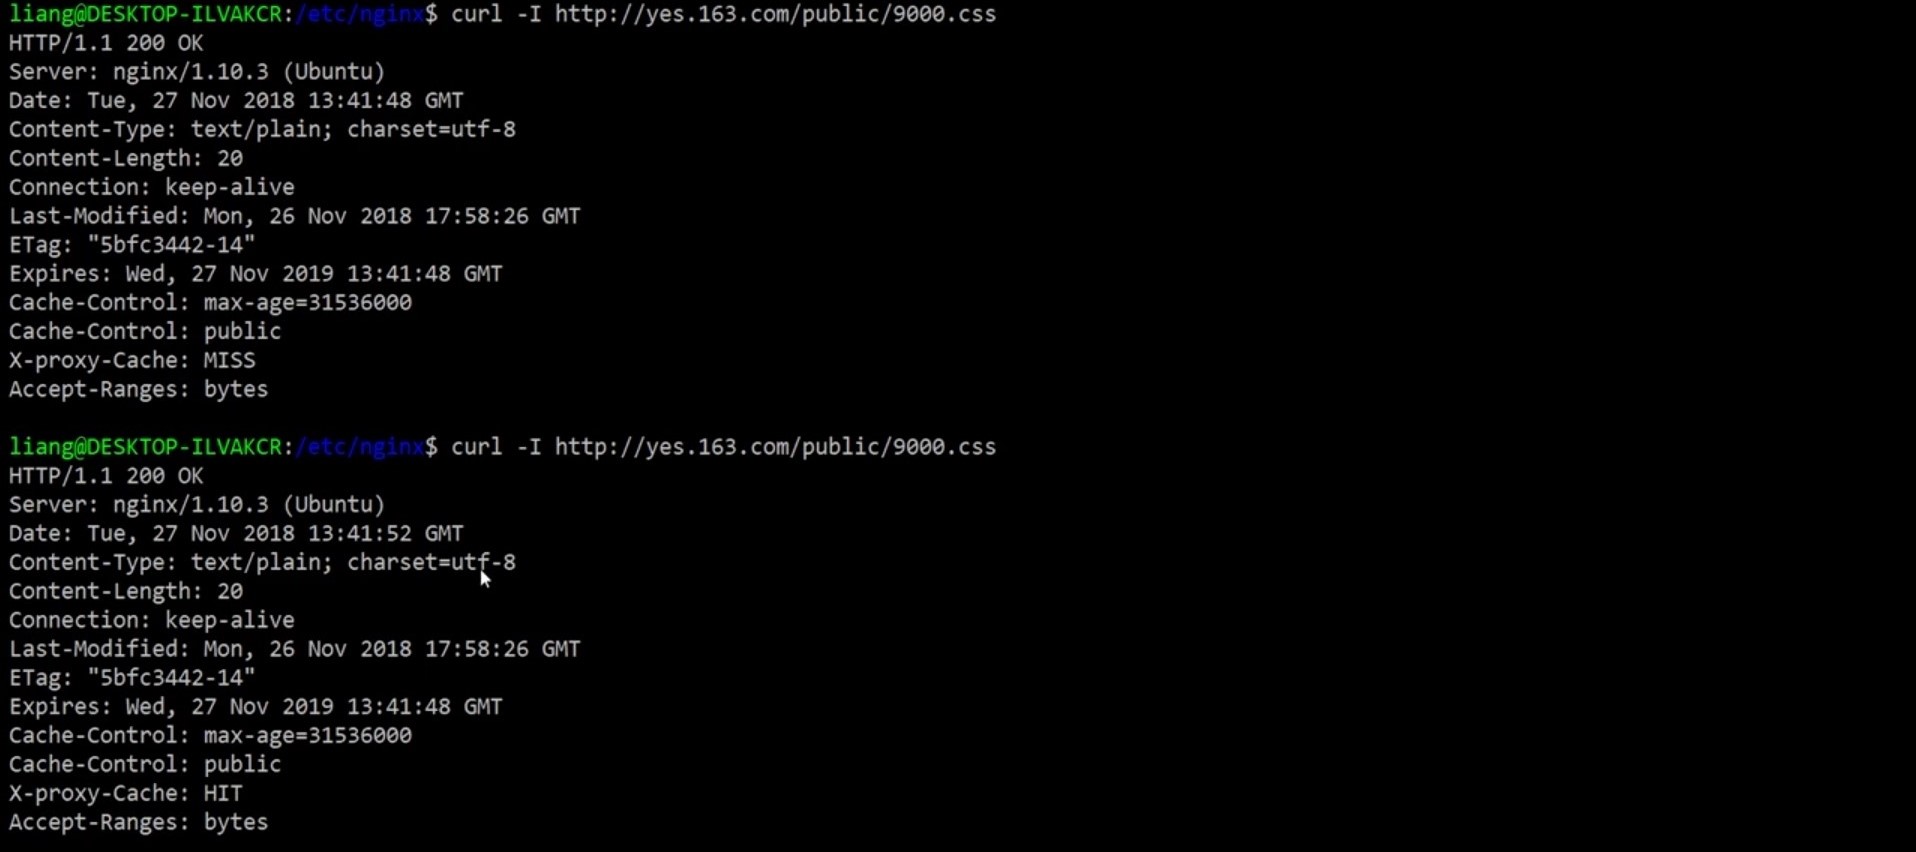 liang@DESKTOP-ILVAKCR:/etc/nginx$ curl -I http://yes.163.com/public/9000.css
HTTP/1.1 200 OK
Server: nginx/1.10.3 (Ubuntu)
Date: Tue, 27 Nov 2018 13:41:48 GMT
Content-Type: text/plain; charset=utf-8
Content-Length: 20
Connection: keep-alive
Last-Modified: Mon, 26 Nov 2018 17:58:26 GMT
ETag: "5bfc3442-14"
Expires: Wed, 27 Nov 2019 13:41:48 GMT
Cache-Control: max-age=31536000
Cache-Control: public
X-proxy-Cache: MISS
Accept-Ranges: bytes
liang@DESKTOP-ILVAKCR:/etc/nginx$ curl -I http://yes.163.com/public/9000.css
HTTP/1.1 200 OK
Server: nginx/1.10.3 (Ubuntu)
Date: Tue, 27 Nov 2018 13:41:52 GMT
Content-Type: text/plain; charset=utf-8
Content-Length: 20
Connection: keep-alive
Last-Modified: Mon, 26 Nov 2018 17:58:26 GMT
ETag: "5bfc3442-14"
Expires: Wed, 27 Nov 2019 13:41:48 GMT
Cache-Control: max-age=31536000
Cache-Control: public
X-proxy-Cache: HIT
Accept-Ranges: bytes